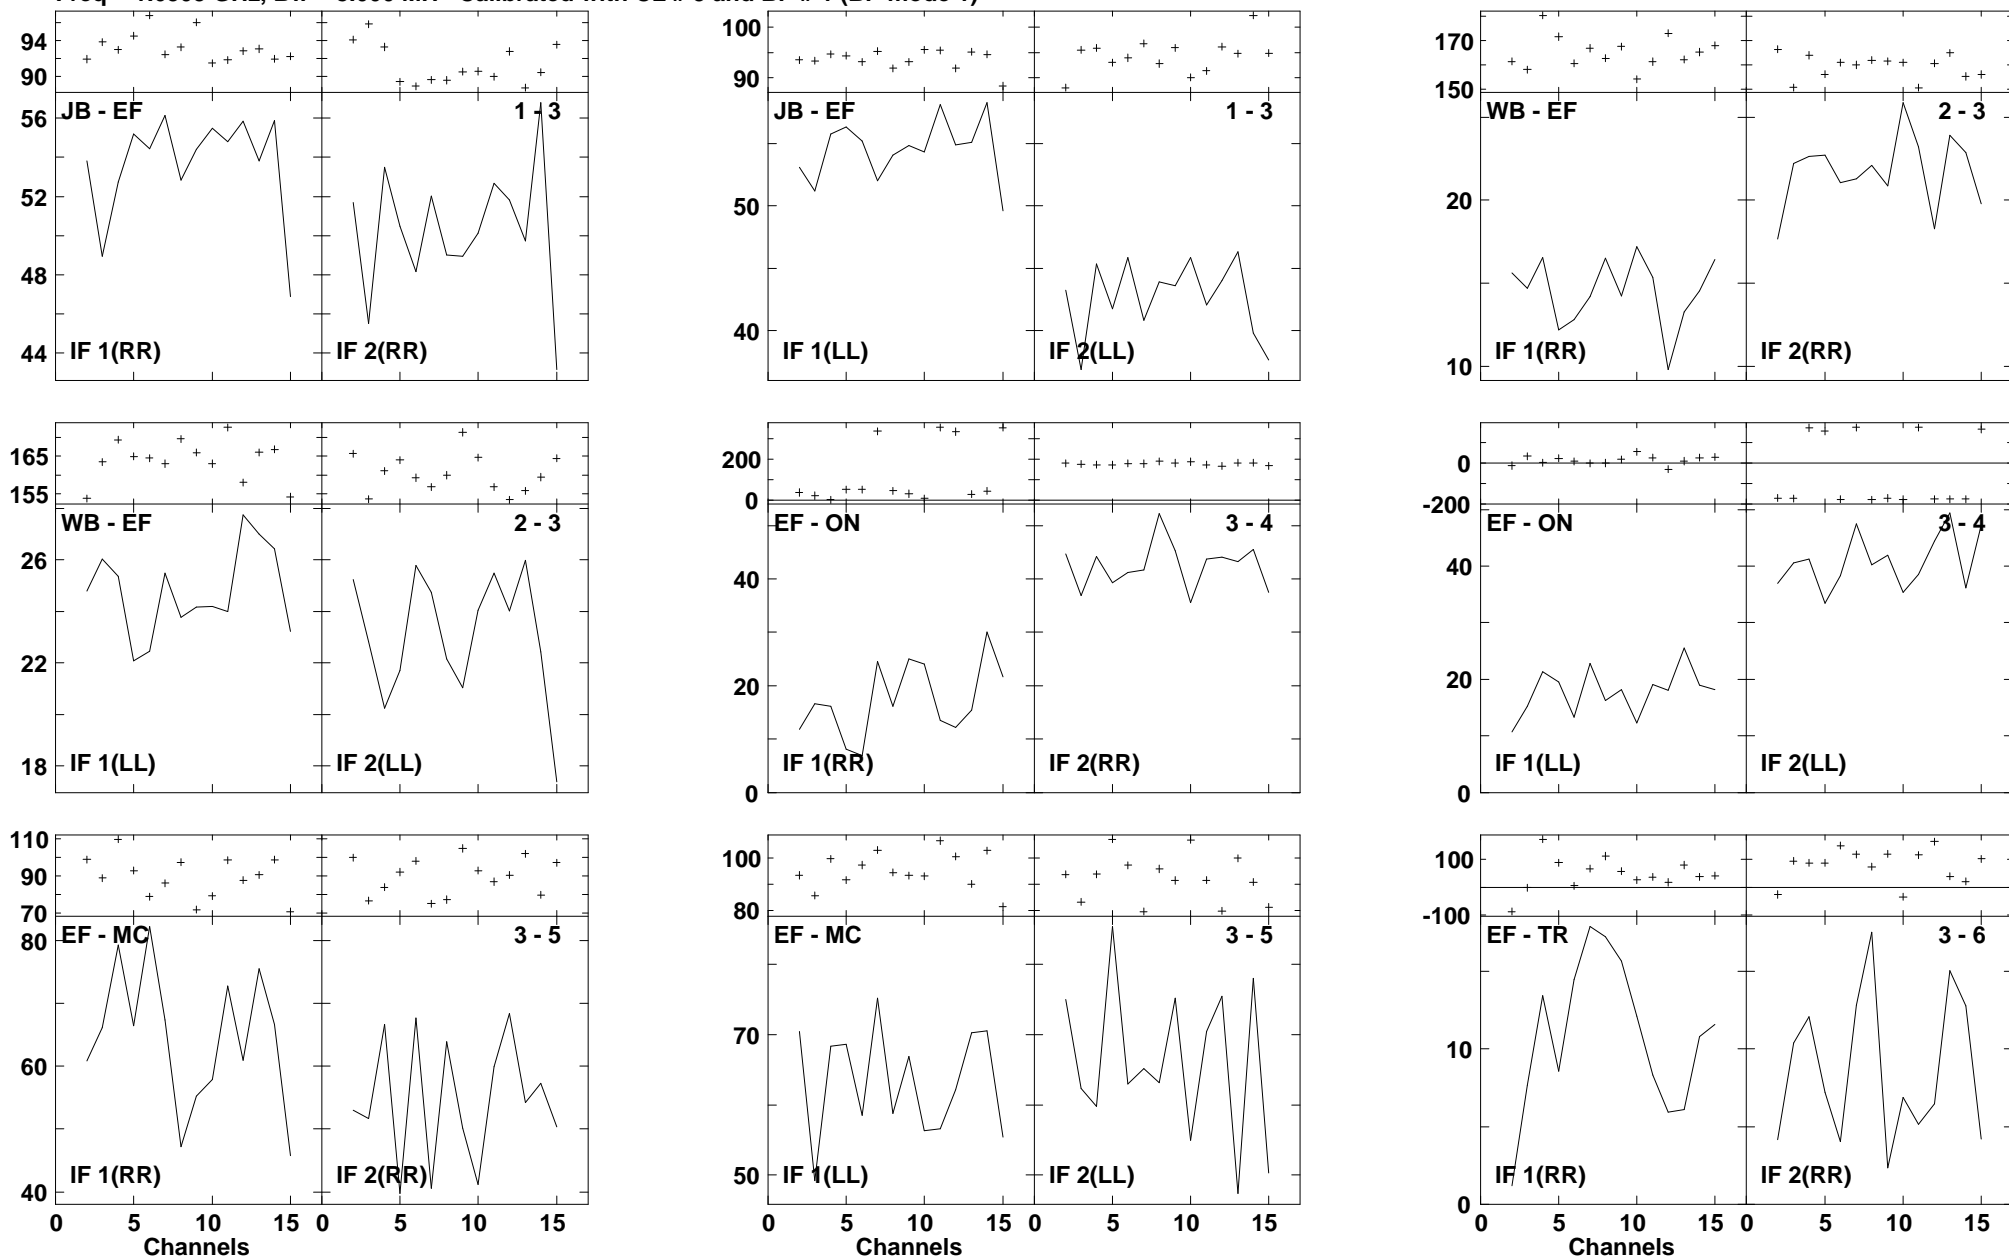 94
90
JB - EF
1 - 3
56
52
48
44
IF 1(RR)
IF 2(RR)
100
90
JB - EF
1 - 3
50
40
IF 1(LL)
IF 2(LL)
170
150
WB - EF
2 - 3
20
10
IF 1(RR)
IF 2(RR)
165
155
WB - EF
2 - 3
26
22
18
IF 1(LL)
IF 2(LL)
200
0
EF - ON
3 - 4
40
20
0
IF 1(RR)
IF 2(RR)
0
-200
EF - ON
3 - 4
40
20
0
IF 1(LL)
IF 2(LL)
110
90
70
EF - MC
3 - 5
80
60
40
IF 1(RR)
IF 2(RR)
0 5 10 15 0 5 10 15
Channels
100
80
EF - MC
3 - 5
70
50
IF 1(LL)
IF 2(LL)
0 5 10 15 0 5 10 15
Channels
100
-100
EF - TR
3 - 6
10
0
IF 1(RR)
IF 2(RR)
0 5 10 15 0 5 10 15
Channels